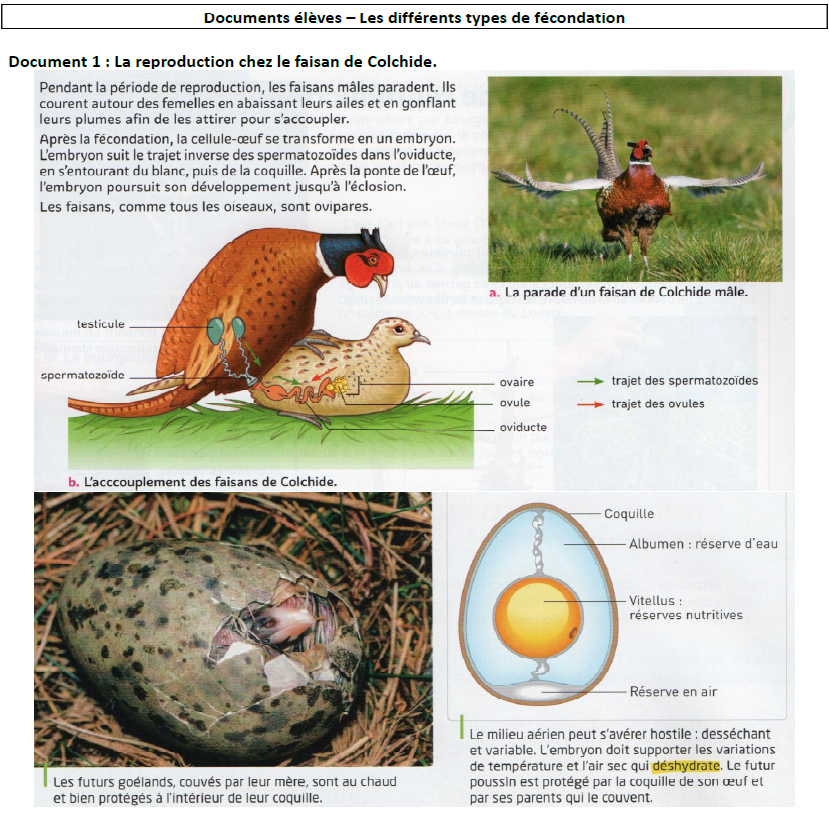 Documents élèves – Les différents types de fécondation
Document 1 : La reproduction chez le faisan de Colchide.
Pendant la période de reproduction, les faisans mâles paradent. Ils
courent autour des femelles en abaissant leurs ailes et en gonflant
leurs plumes afin de les attirer pour s'accoupler.
Après la fécondation, la cellule-œuf se transforme en un embryon.
L'embryon suit le trajet inverse des spermatozoïdes dans l'oviducte,
en s'entourant du blanc, puis de la coquille. Après la ponte de l'œuf,
l'embryon poursuit son développement jusqu'à l'éclosion.
Les faisans, comme tous les oiseaux, sont ovipares.
a. La parade d'un faisan de Colchide mâle.
testicule
spermatozoïde
ovaire
ovule
oviducte
trajet des spermatozoïdes
trajet des ovules
b. L'acccouplement des faisans de Colchide.
Coquille
Albumen : réserve d'eau
Vitellus :
réserves nutritives
Réserve en air
Les futurs goélands, couvés par leur mère, sont au chaud
et bien protégés à l'intérieur de leur coquille.
Le milieu aérien peut s'avérer hostile : desséchant
et variable. L'embryon doit supporter les variations
de température et l'air sec qui déshydrate. Le futur
poussin est protégé par la coquille de son œuf et
par ses parents qui le couvent.